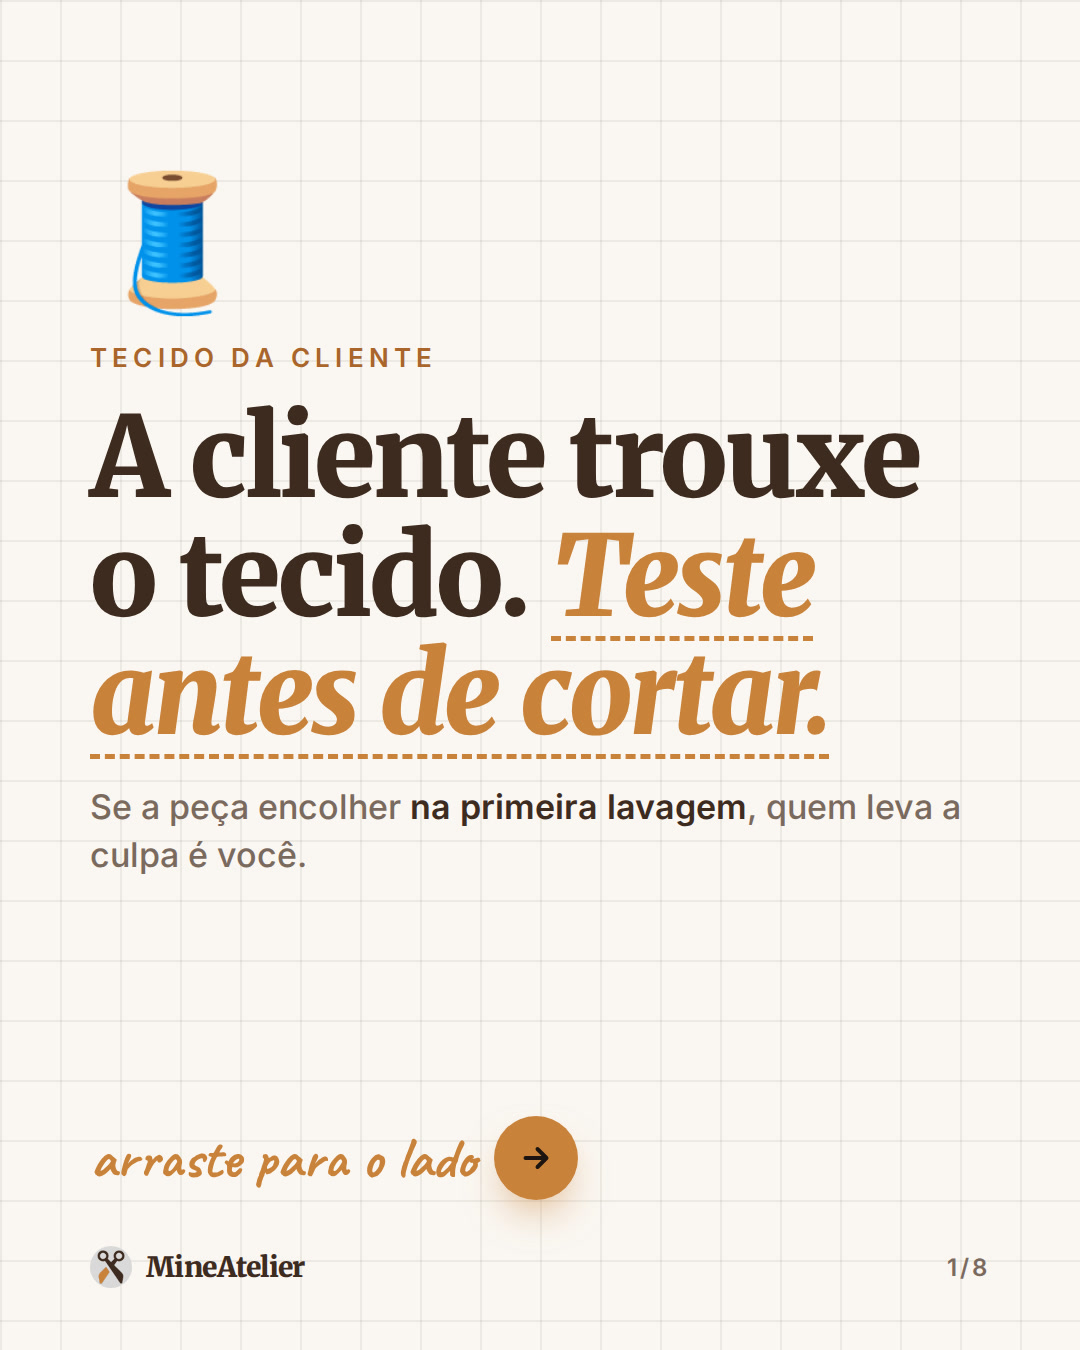 TECIDO DA CLIENTE
A cliente trouxe
o tecido. Teste
antes de cortar.
Se a peça encolher na primeira lavagem, quem leva a
culpa é você.
arraste para o lado
MineAtelier
1/8